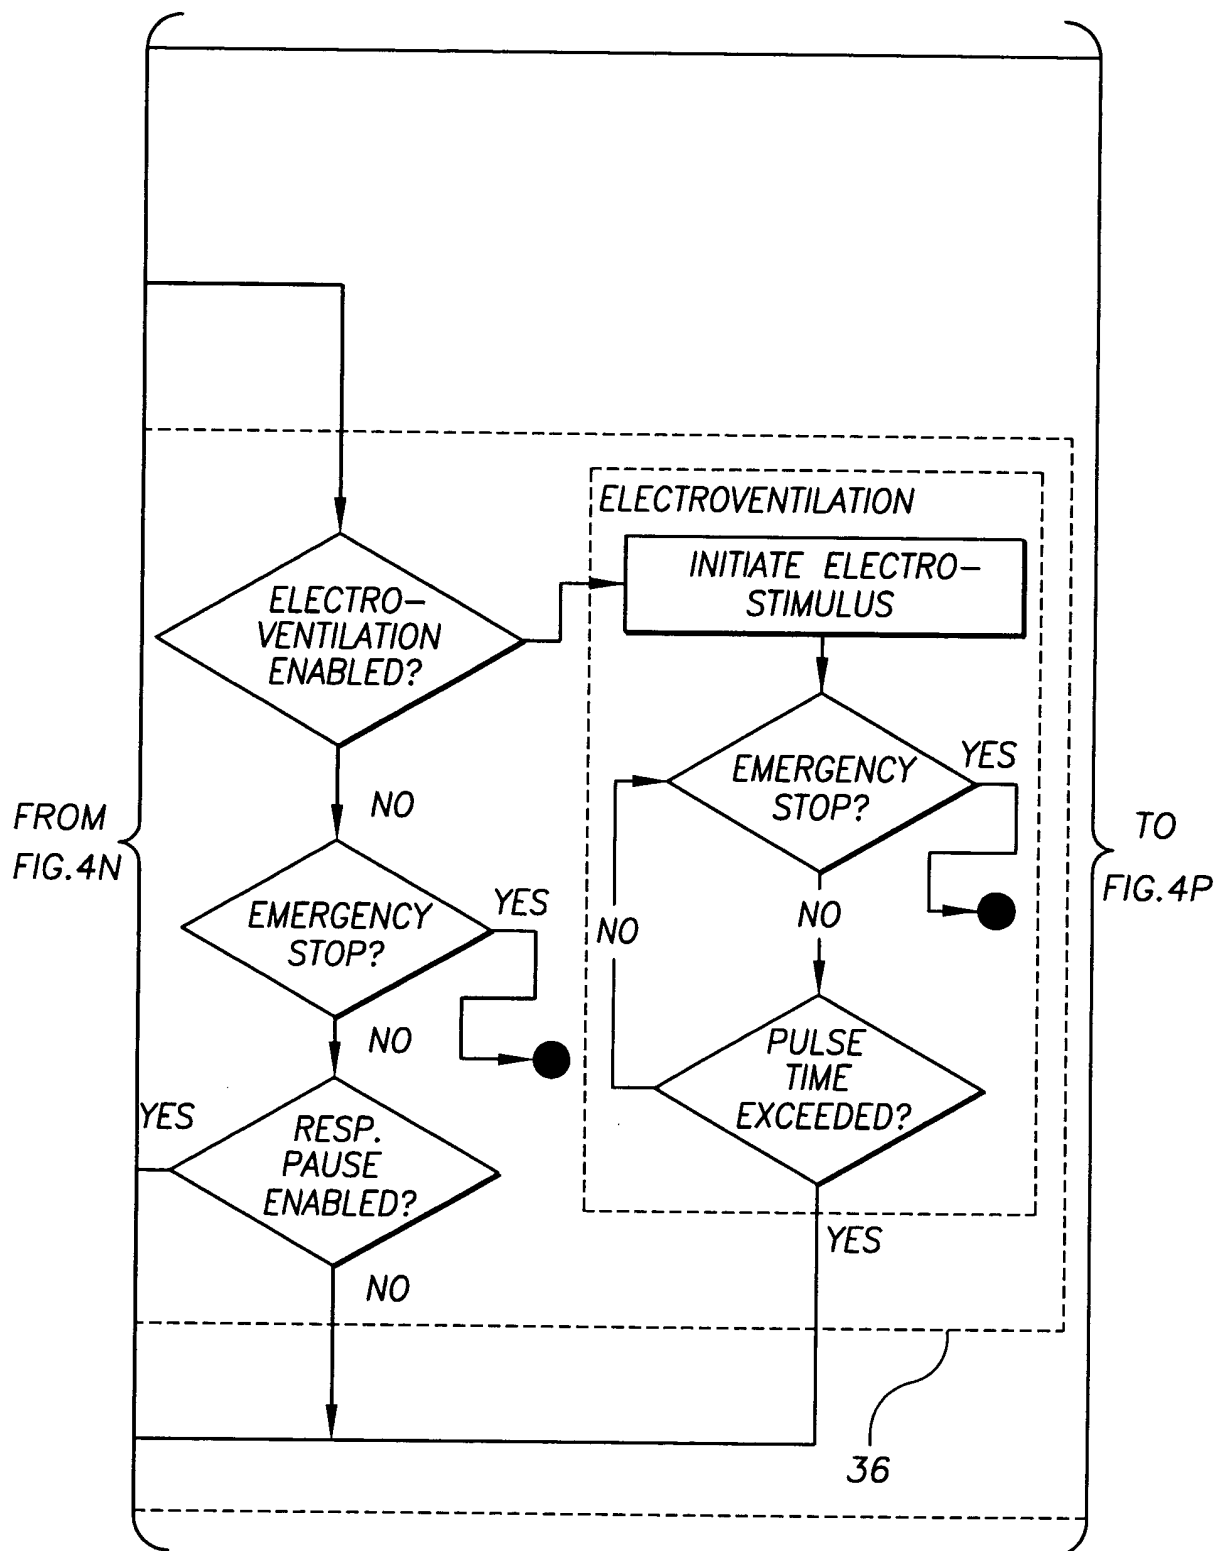 ELECTROVENTILATION
INITIATE ELECTRO-
STIMULUS
ELECTRO-
VENTILATION
ENABLED?
EMERGENCY
STOP?
YES
NO
FROM
FIG.4N
TO
FIG.4P
EMERGENCY
STOP?
YES
NO
NO
NO
PULSE
TIME
EXCEEDED?
YES
RESP.
PAUSE
ENABLED?
YES
NO
36